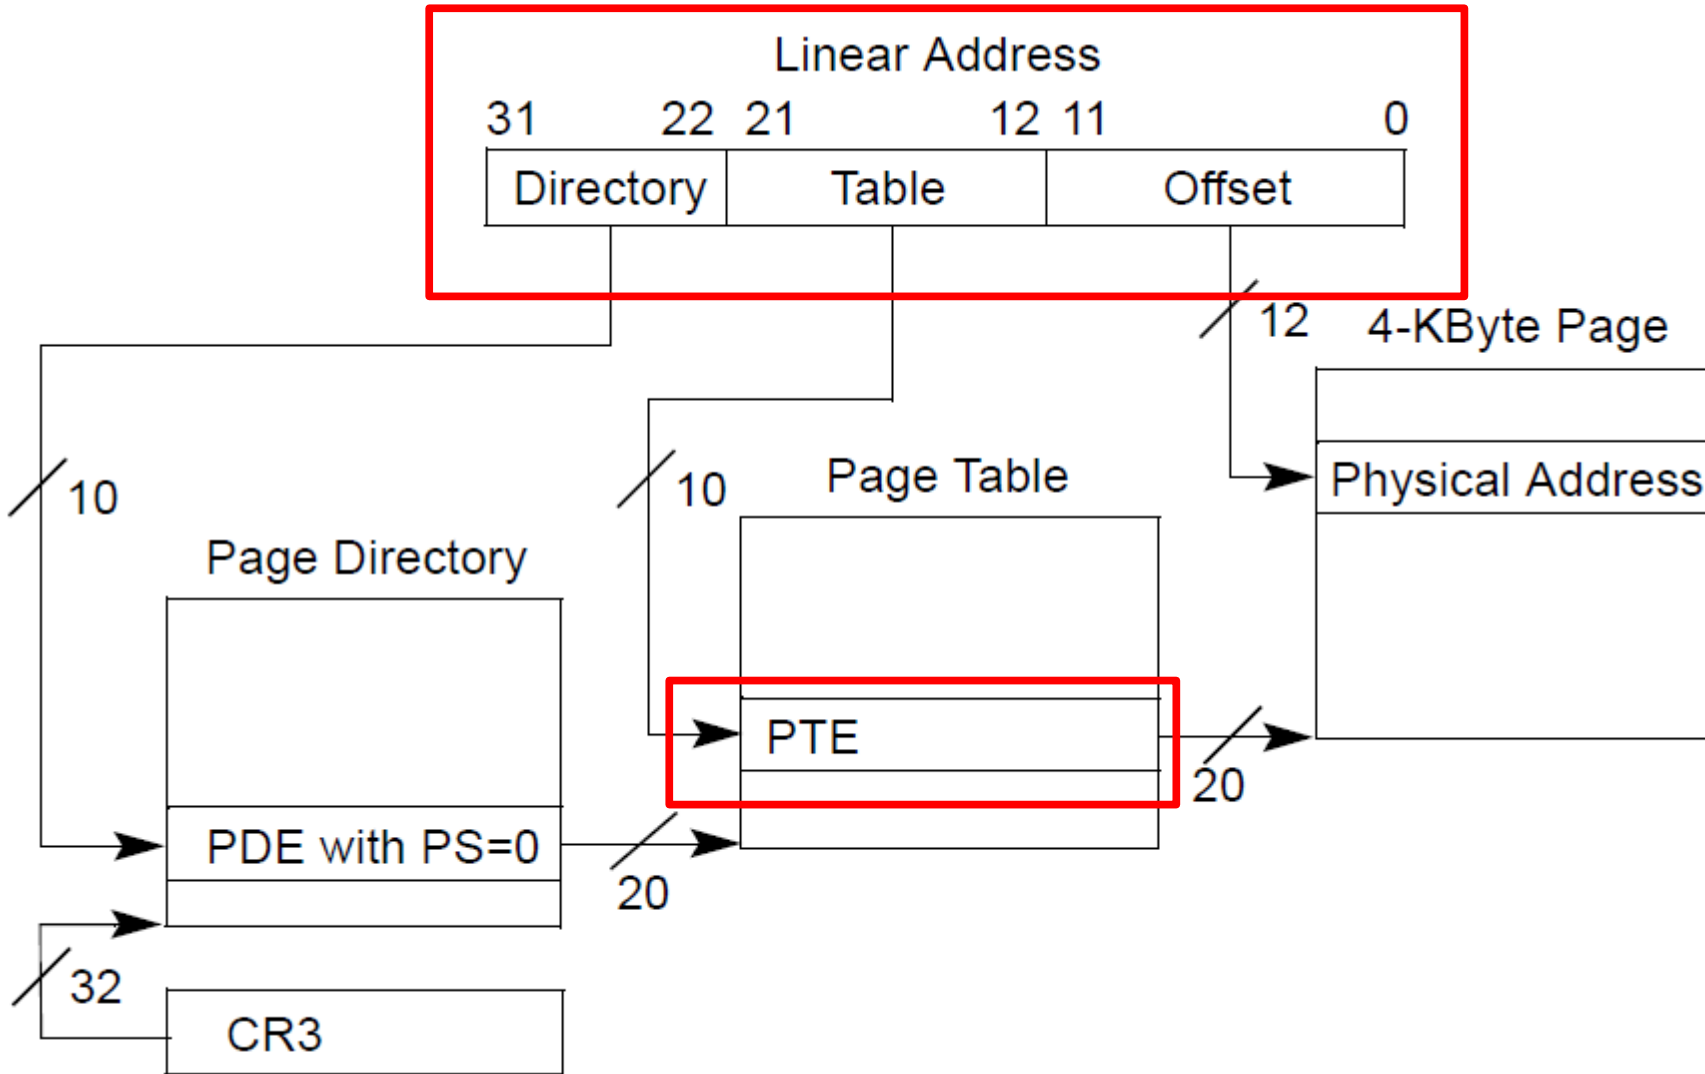 Linear Address
31 22 21 12 11 0
Directory Table Offset
12
4-KByte Page
10
10
Page Table
Physical Address
Page Directory
PTE
20
PDE with PS=0
20
32
CR3